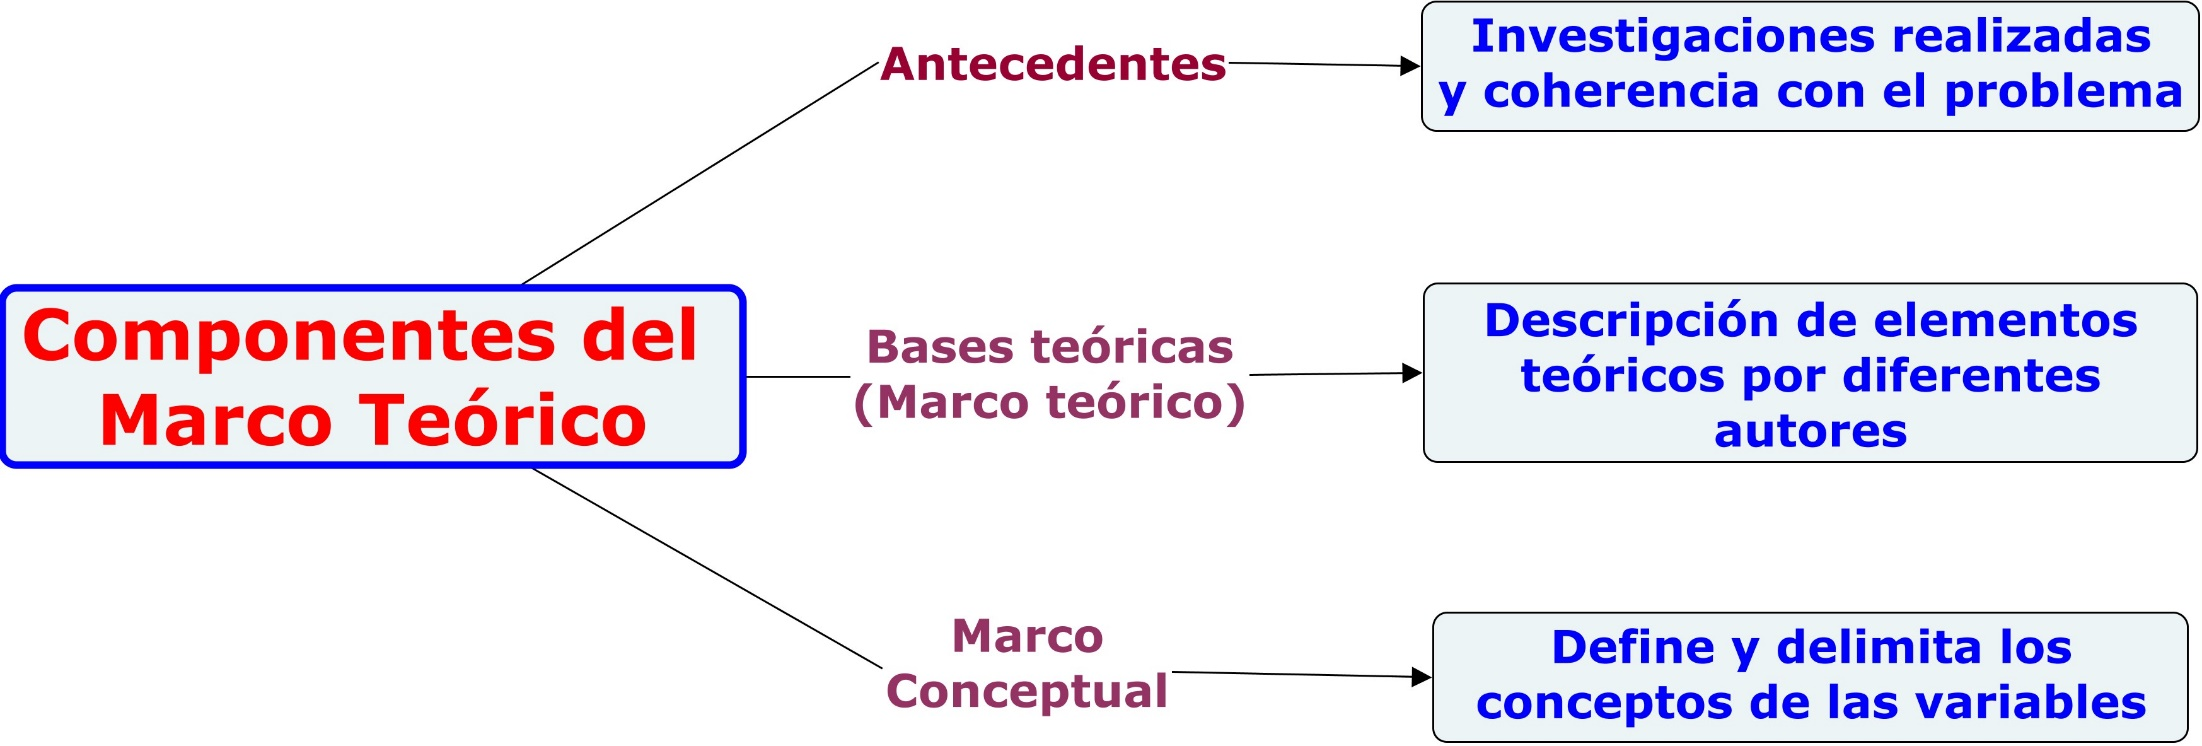 Componentes del
Marco Teórico
Antecedentes
Investigaciones realizadas
y coherencia con el problema
Bases teóricas
(Marco teórico)
Descripción de elementos
teóricos por diferentes
autores
Marco
Conceptual
Define y delimita los
conceptos de las variables